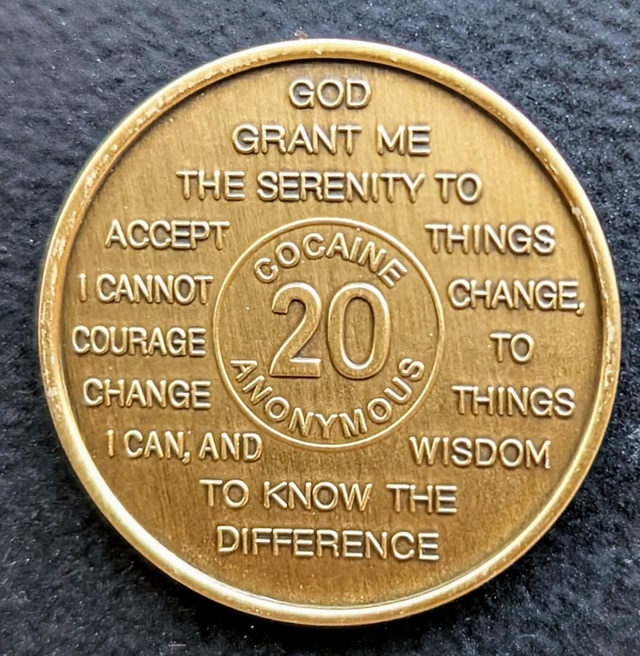 GOD
GRANT ME
THE SERENITY TO
ACCEPT THINGS
I CANNOT CHANGE,
COURAGE TO
CHANGE THINGS
I CAN, AND WISDOM
TO KNOW THE
DIFFERENCE
COCAINE
20
ANONYMOUS